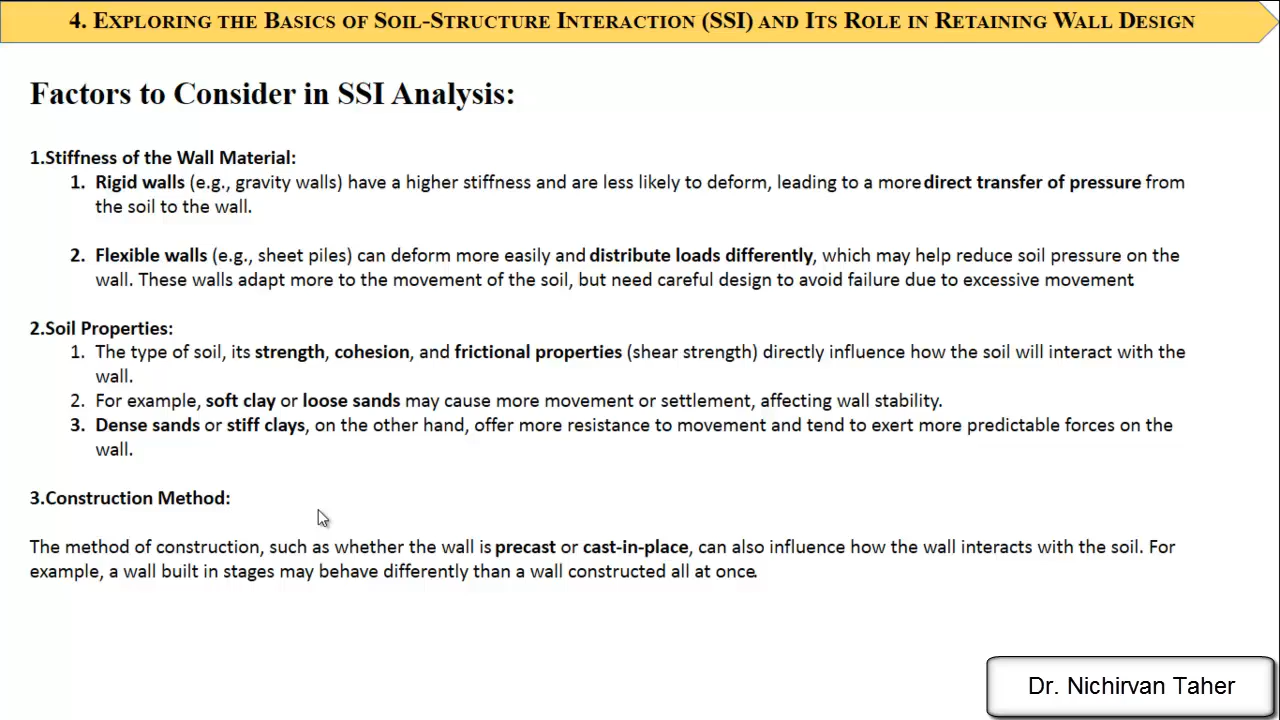 4. Exploring the Basics of Soil-Structure Interaction (SSI) and Its Role in Retaining Wall Design
Factors to Consider in SSI Analysis:
1.Stiffness of the Wall Material:
1. Rigid walls (e.g., gravity walls) have a higher stiffness and are less likely to deform, leading to a more direct transfer of pressure from
the soil to the wall.
2. Flexible walls (e.g., sheet piles) can deform more easily and distribute loads differently, which may help reduce soil pressure on the
wall. These walls adapt more to the movement of the soil, but need careful design to avoid failure due to excessive movement
2.Soil Properties:
1. The type of soil, its strength, cohesion, and frictional properties (shear strength) directly influence how the soil will interact with the
wall.
2. For example, soft clay or loose sands may cause more movement or settlement, affecting wall stability.
3. Dense sands or stiff clays, on the other hand, offer more resistance to movement and tend to exert more predictable forces on the
wall.
3.Construction Method:
The method of construction, such as whether the wall is precast or cast-in-place, can also influence how the wall interacts with the soil. For
example, a wall built in stages may behave differently than a wall constructed all at once.
Dr. Nichirvan Taher